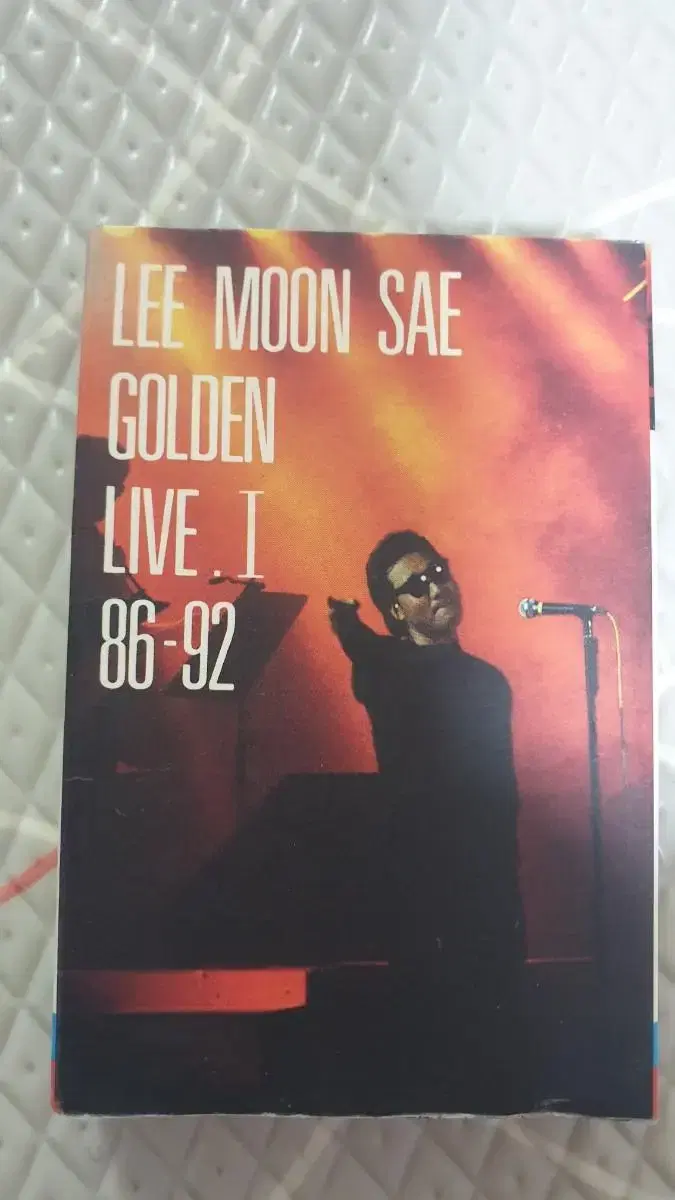 LEE MOON SAE
GOLDEN
LIVE. I
86-92